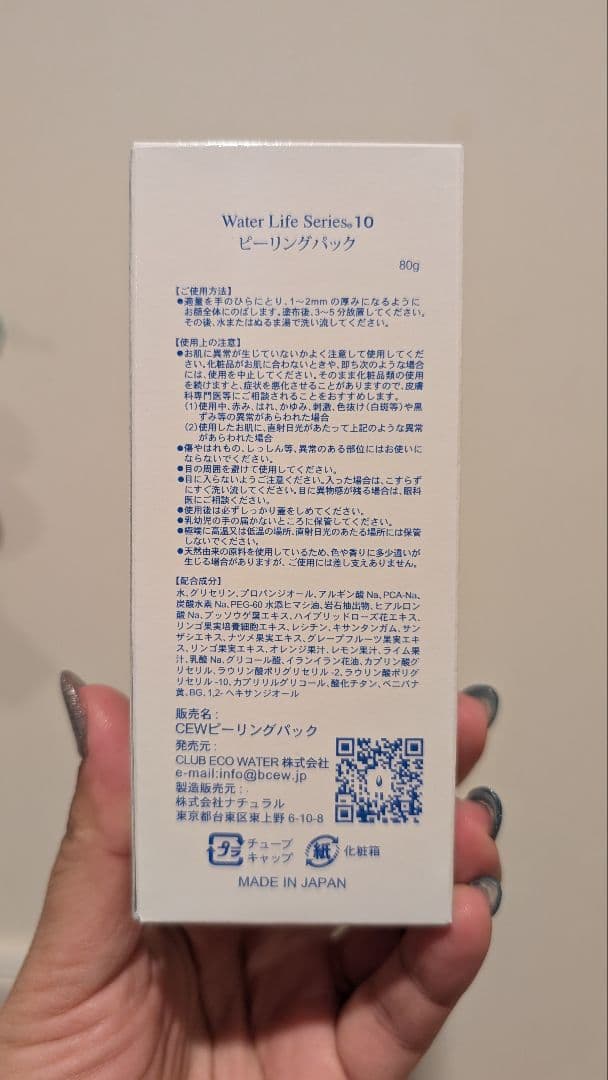 Water Life Series®10
ピーリングパック
80g
【ご使用方法】
●適量を手のひらにとり、1〜2mmの厚みになるように
お顔全体にのばします。塗布後、3〜5分放置してください。
その後、水またはぬるま湯で洗い流してください。
【使用上の注意】
●お肌に異常が生じていないかよく注意して使用してくだ
さい。化粧品がお肌に合わないときや、即ち次のような場合
には、使用を中止してください。そのまま化粧品類の使用
を続けますと、症状を悪化させることがありますので、皮膚
科専門医等にご相談されることをおすすめします。
(1)使用中、赤み、はれ、かゆみ、刺激、色抜け(白斑等)や黒
ずみ等の異常があらわれた場合
(2)使用したお肌に、直射日光があたって上記のような異常
があらわれた場合
●傷やはれもの、しっしん等、異常のある部位にはお使いに
ならないでください。
●目の周囲を避けて使用してください。
●目に入らないようご注意ください。入った場合は、こすらず
にすぐ洗い流してください。目に異物感が残る場合は、眼科
医にご相談ください。
●使用後は必ずしっかり蓋をしめてください。
●乳幼児の手の届かないところに保管してください。
●極端に高温又は低温の場所、直射日光のあたる場所には保管
しないでください。
●天然由来の原料を使用しているため、色や香りに多少違いが
生じる場合がありますが、ご使用には差し支えありません。
【配合成分】
水、グリセリン、プロパンジオール、アルギン酸Na、PCA-Na、
炭酸水素Na、PEG-60水添ヒマシ油、岩石抽出物、ヒアルロン
酸Na、ブッソウゲ葉エキス、ハイブリッドローズ花エキス、
リンゴ果実培養細胞エキス、レシチン、キサンタンガム、サン
ザシエキス、ナツメ果実エキス、グレープフルーツ果実エキ
ス、リンゴ果実エキス、オレンジ果汁、レモン果汁、ライム果
汁、乳酸Na、グリコール酸、イランイラン花油、カプリン酸グ
リセリル、ラウリン酸ポリグリセリル-2、ラウリン酸ポリグ
リセリル-10、カプリリルグリコール、酸化チタン、ベニバナ
黄、BG、1,2-ヘキサンジオール
販売名：
CEWピーリングパック
発売元：
CLUB ECO WATER 株式会社
e-mail:info@bcew.jp
製造販売元：
株式会社ナチュラル
東京都台東区東上野 6-10-8
プラ チューブ 紙 化粧箱
キャップ
MADE IN JAPAN